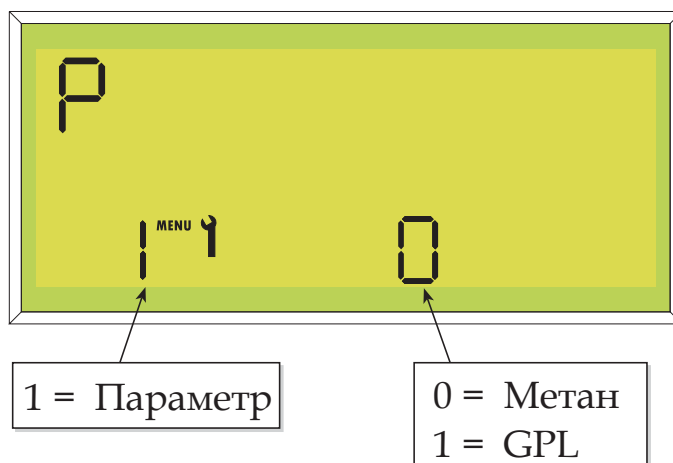 P
1 MENU 0
1 = Параметр
0 = Метан
1 = GPL